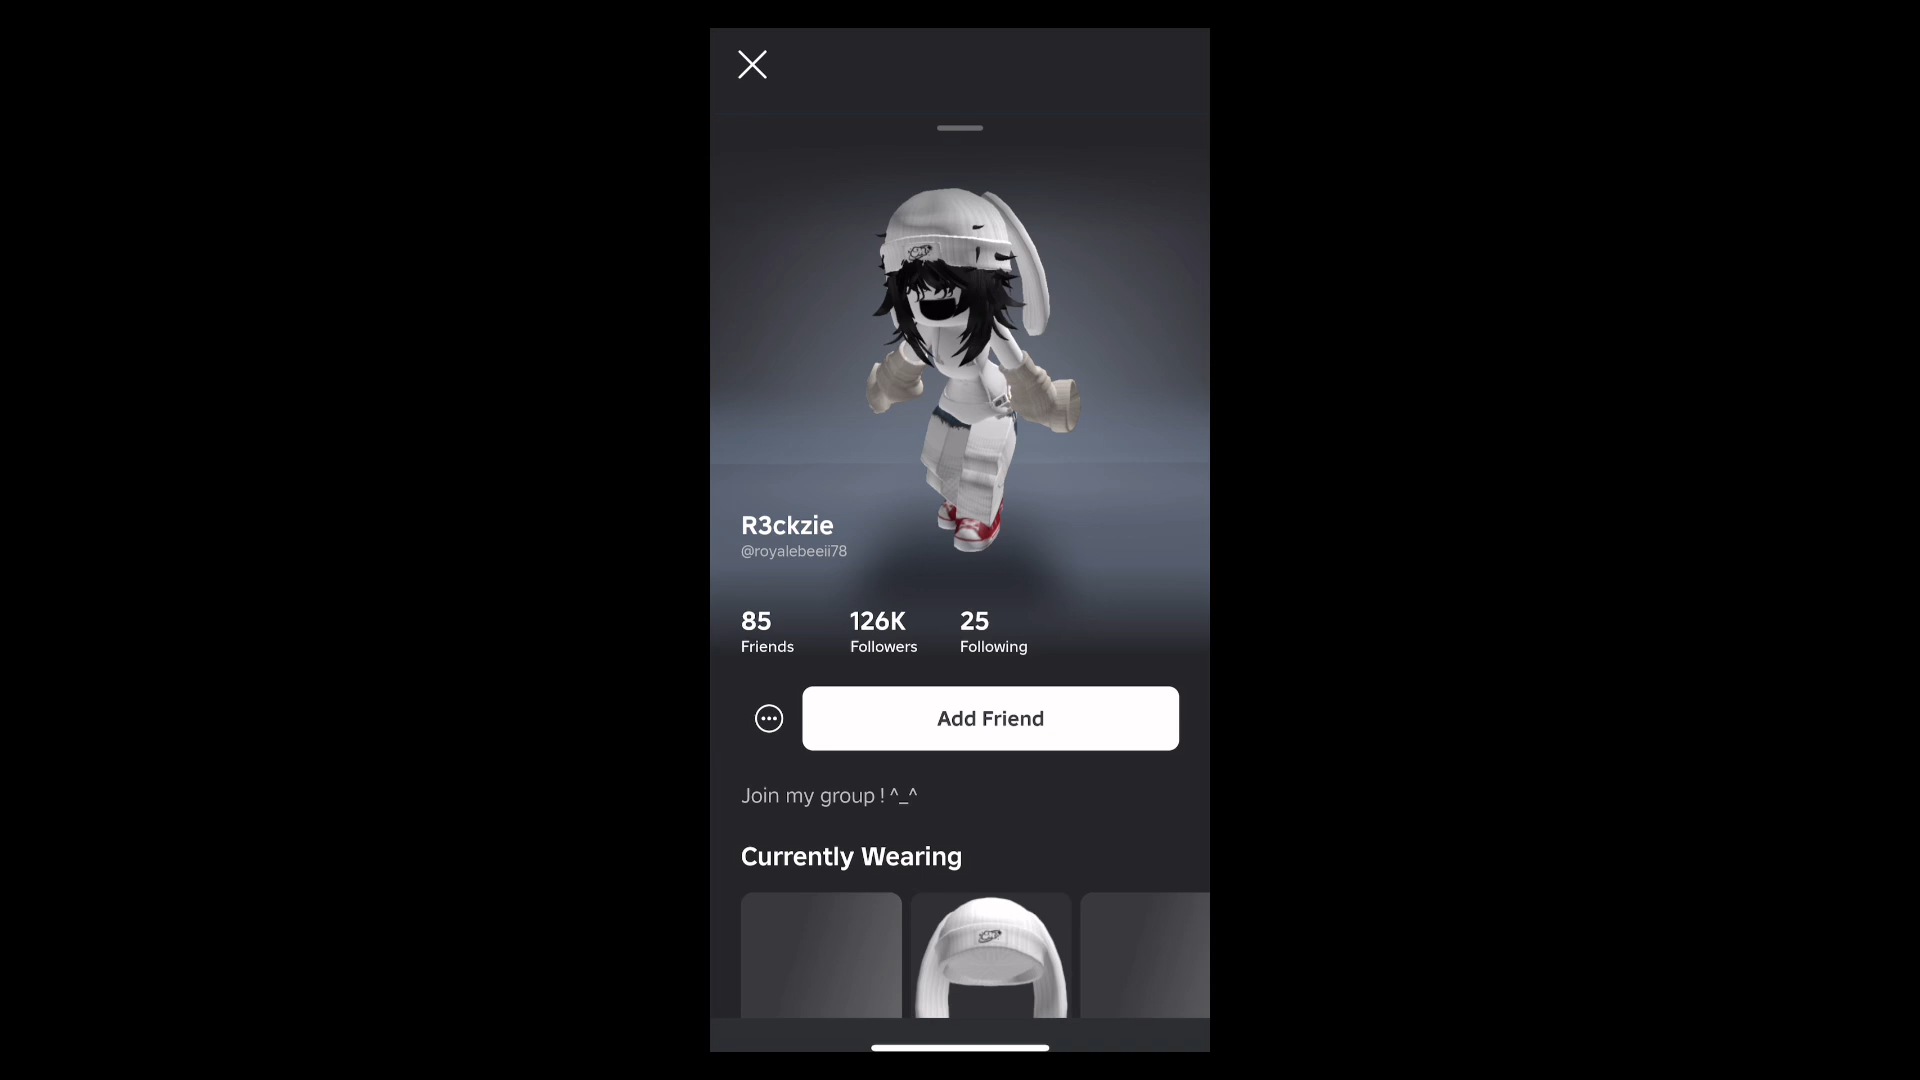 R3ckzie
@royalebeeii78
85 126K 25
Friends Followers Following
Add Friend
Join my group ! ^_^
Currently Wearing